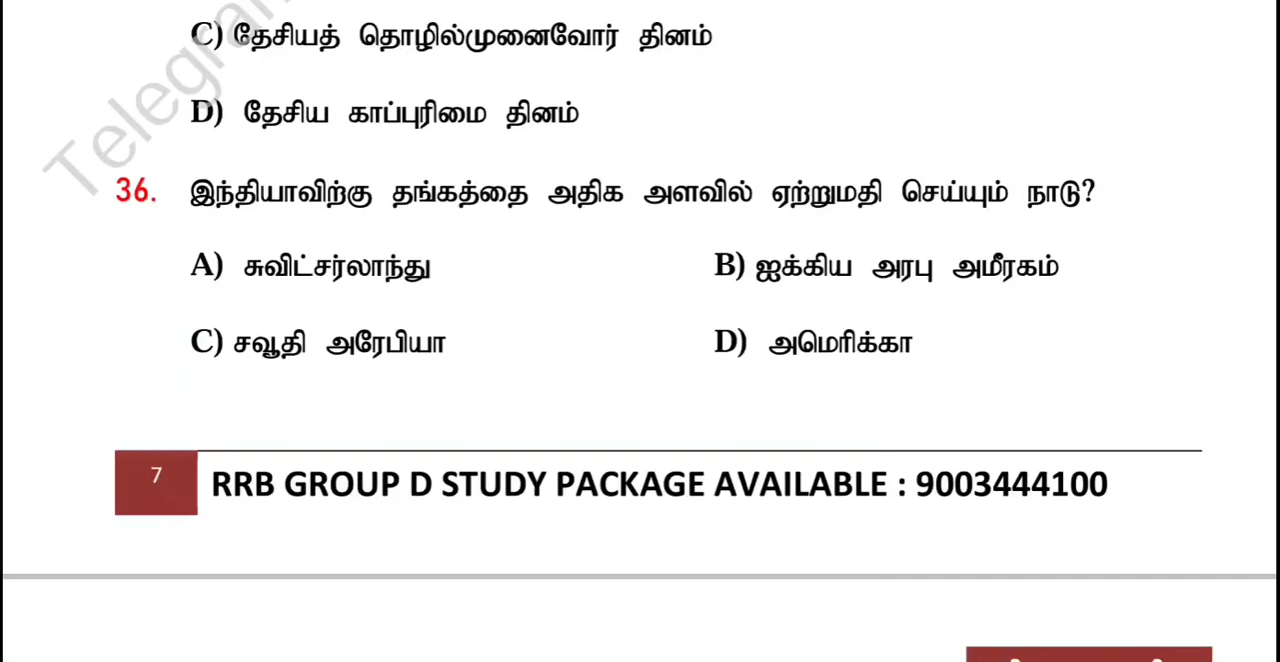 C) தேசியத் தொழில்முனைவோர் தினம்
D) தேசிய காப்புரிமை தினம்
36. இந்தியாவிற்கு தங்கத்தை அதிக அளவில் ஏற்றுமதி செய்யும் நாடு?
A) சுவிட்சர்லாந்து B) ஐக்கிய அரபு அமீரகம்
C) சவூதி அரேபியா D) அமெரிக்கா
7 RRB GROUP D STUDY PACKAGE AVAILABLE : 9003444100